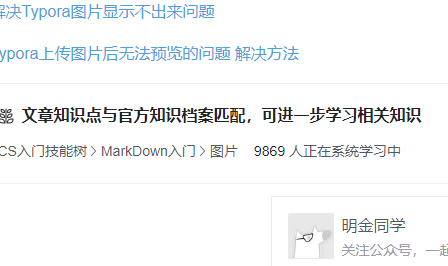 解决Typora图片显示不出来问题
ypora上传图片后无法预览的问题 解决方法
文章知识点与官方知识档案匹配，可进一步学习相关知识
CS入门技能树 > MarkDown入门 > 图片 9869 人正在系统学习中
明金同学
关注公众号，一起